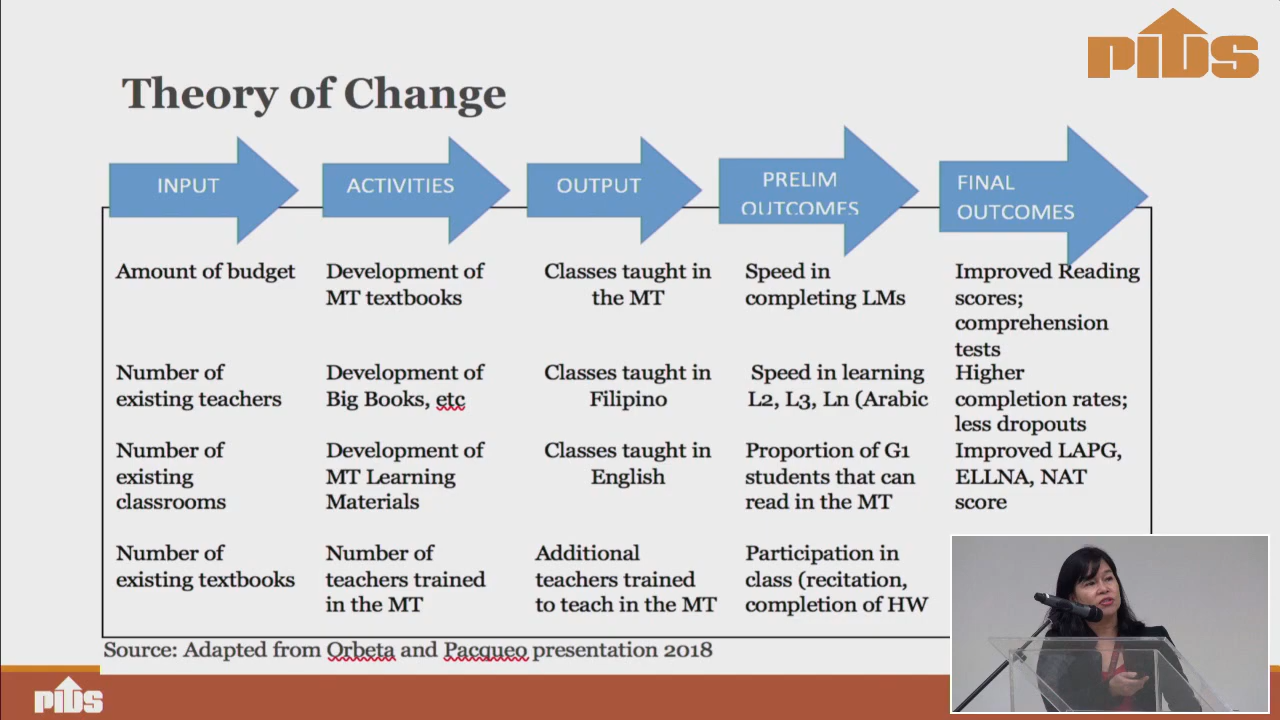 PIDS
Theory of Change
INPUT
ACTIVITIES
OUTPUT
PRELIM
OUTCOMES
FINAL
OUTCOMES
Amount of budget
Development of
MT textbooks
Classes taught in
the MT
Speed in
completing LMs
Improved Reading
scores;
comprehension
tests
Number of
existing teachers
Development of
Big Books, etc
Classes taught in
Filipino
Speed in learning
L2, L3, Ln (Arabic
Higher
completion rates;
less dropouts
Number of
existing
classrooms
Development of
MT Learning
Materials
Classes taught in
English
Proportion of G1
students that can
read in the MT
Improved LAPG,
ELLNA, NAT
score
Number of
existing textbooks
Number of
teachers trained
in the MT
Additional
teachers trained
to teach in the MT
Participation in
class (recitation,
completion of HW
Source: Adapted from Orbeta and Pacqueo presentation 2018
PIDS